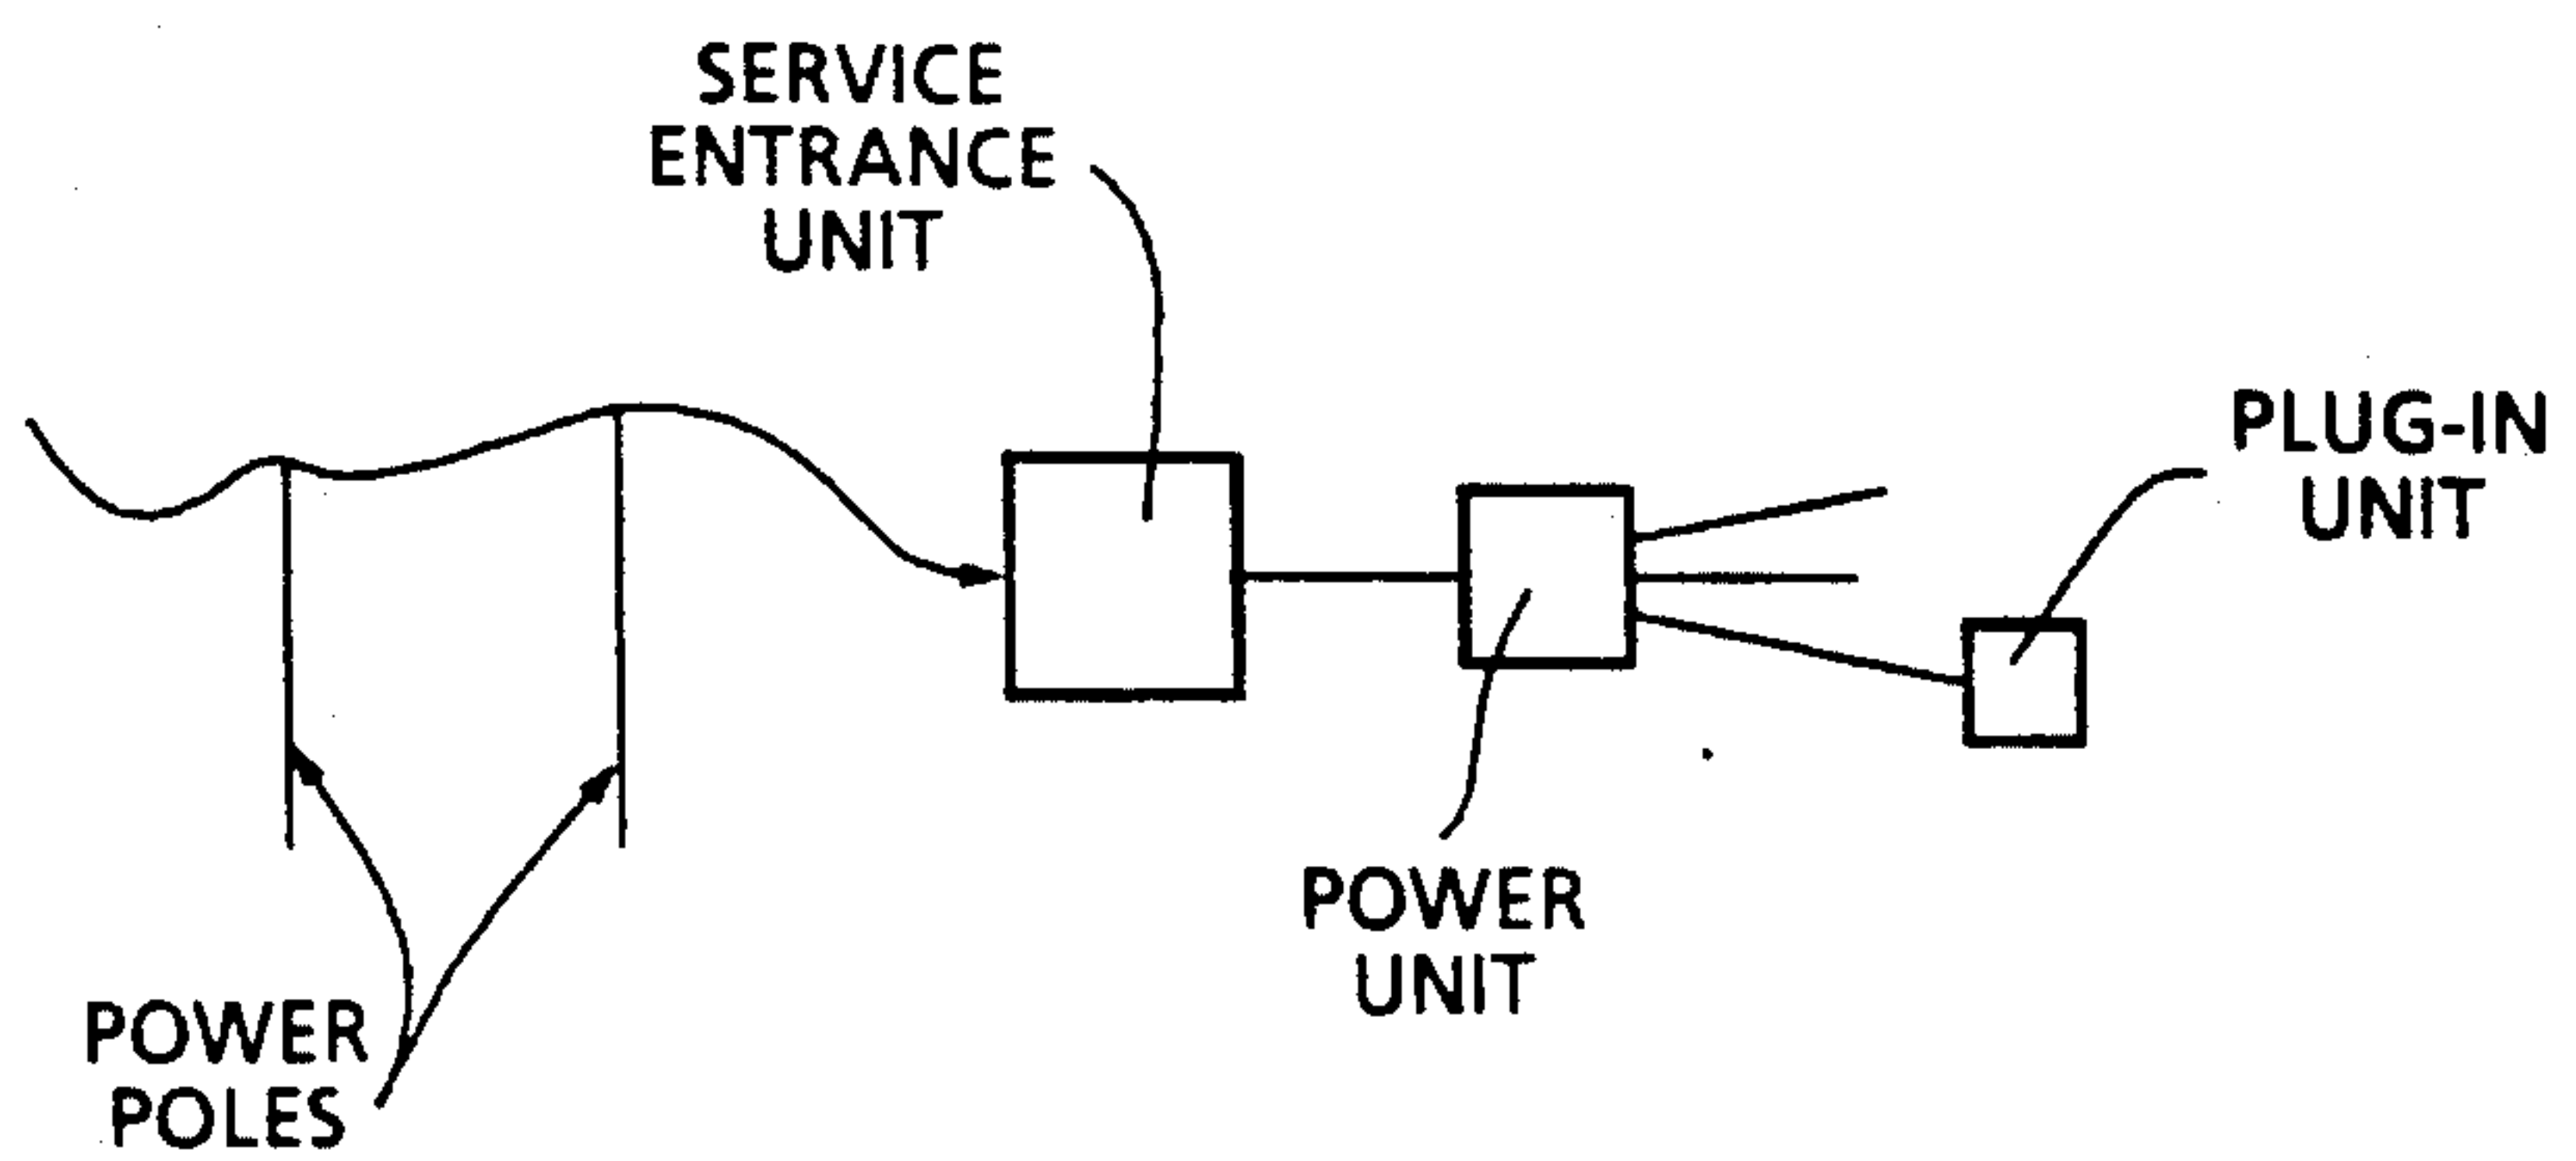 SERVICE
ENTRANCE
UNIT
PLUG-IN
UNIT
POWER
UNIT
POWER
POLES